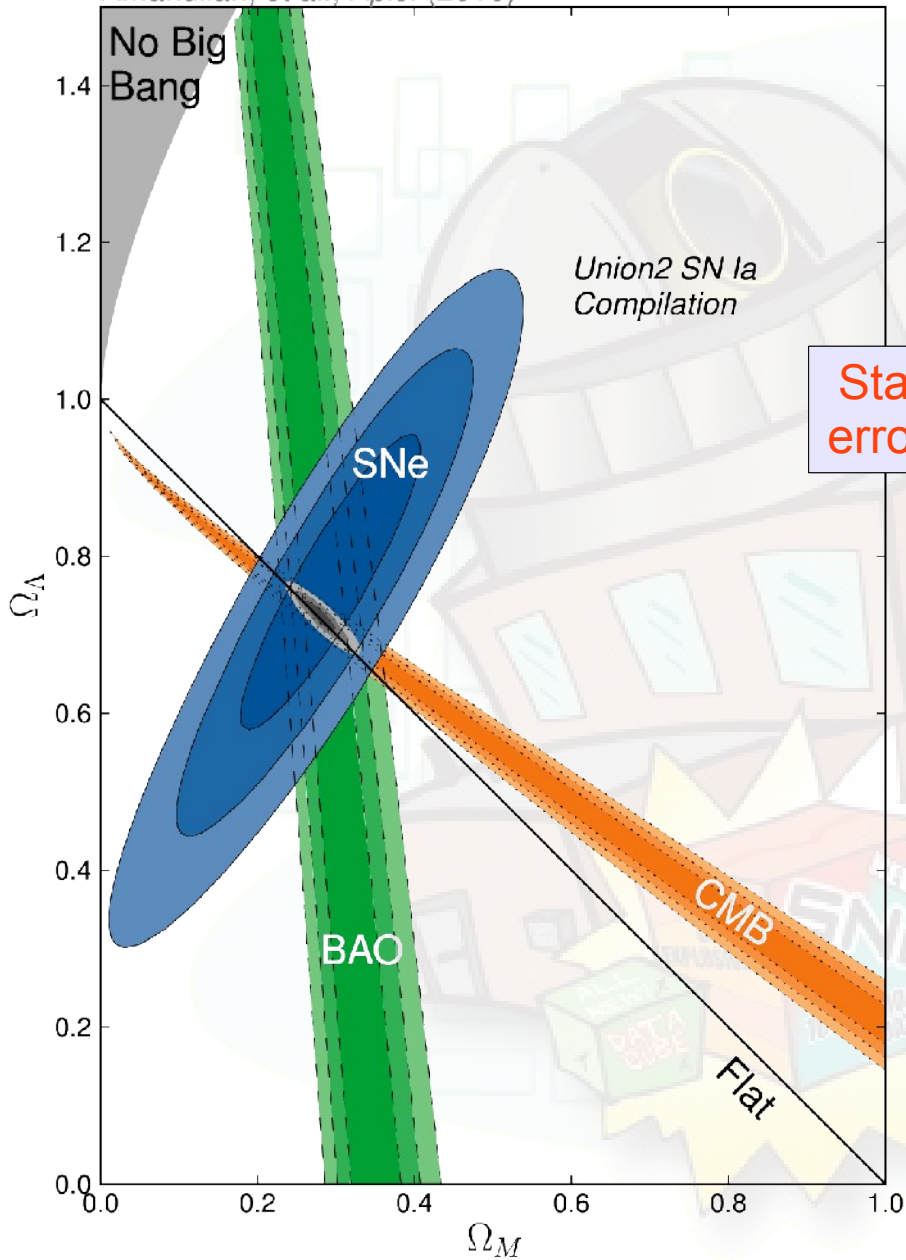 No Big
Bang
1.4
1.2
Union2 SN Ia
Compilation
1.0
SNe
0.8
Ω_Λ
0.6
0.4
CMB
BAO
0.2
Flat
0.0
0.0 0.2 0.4 0.6 0.8 1.0
Ω_M